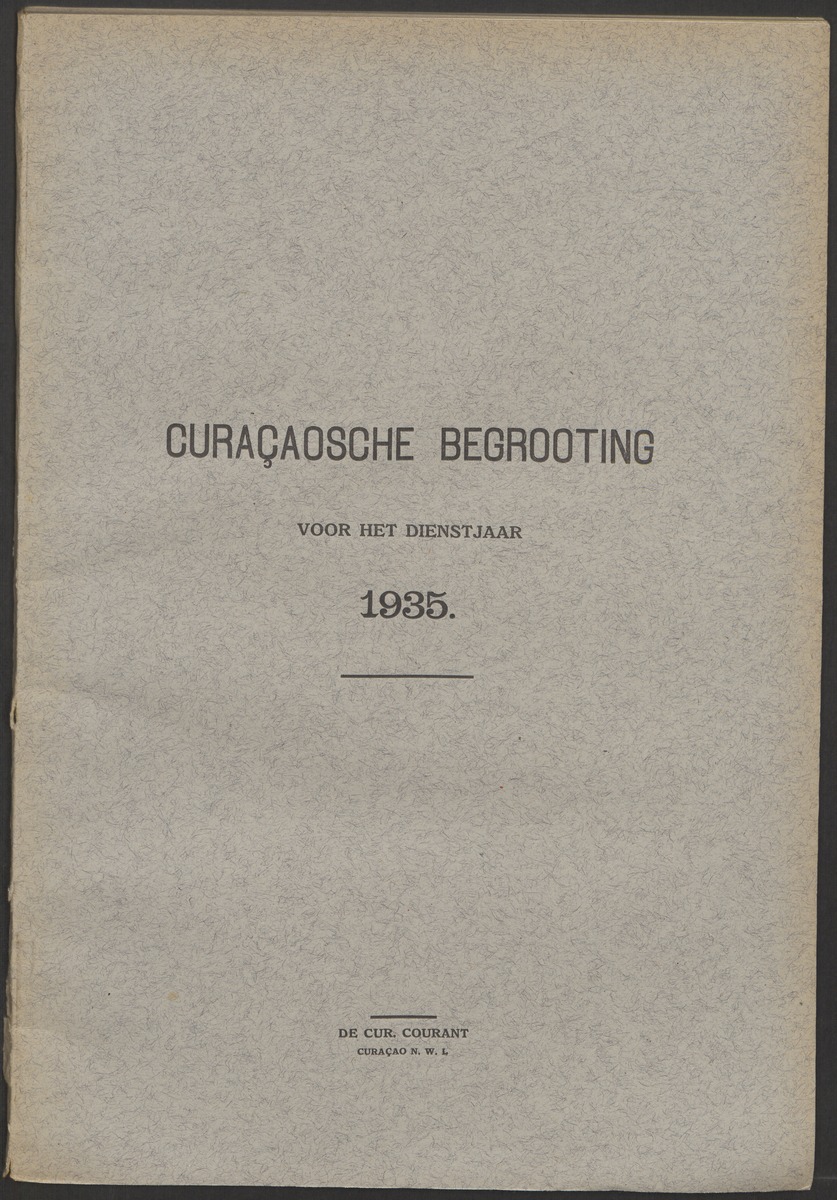 CURAÇAOSCHE BEGROOTING
VOOR HET DIENSTJAAR
1935.
DE CUR. COURANT
CURAÇAO N. W. I.